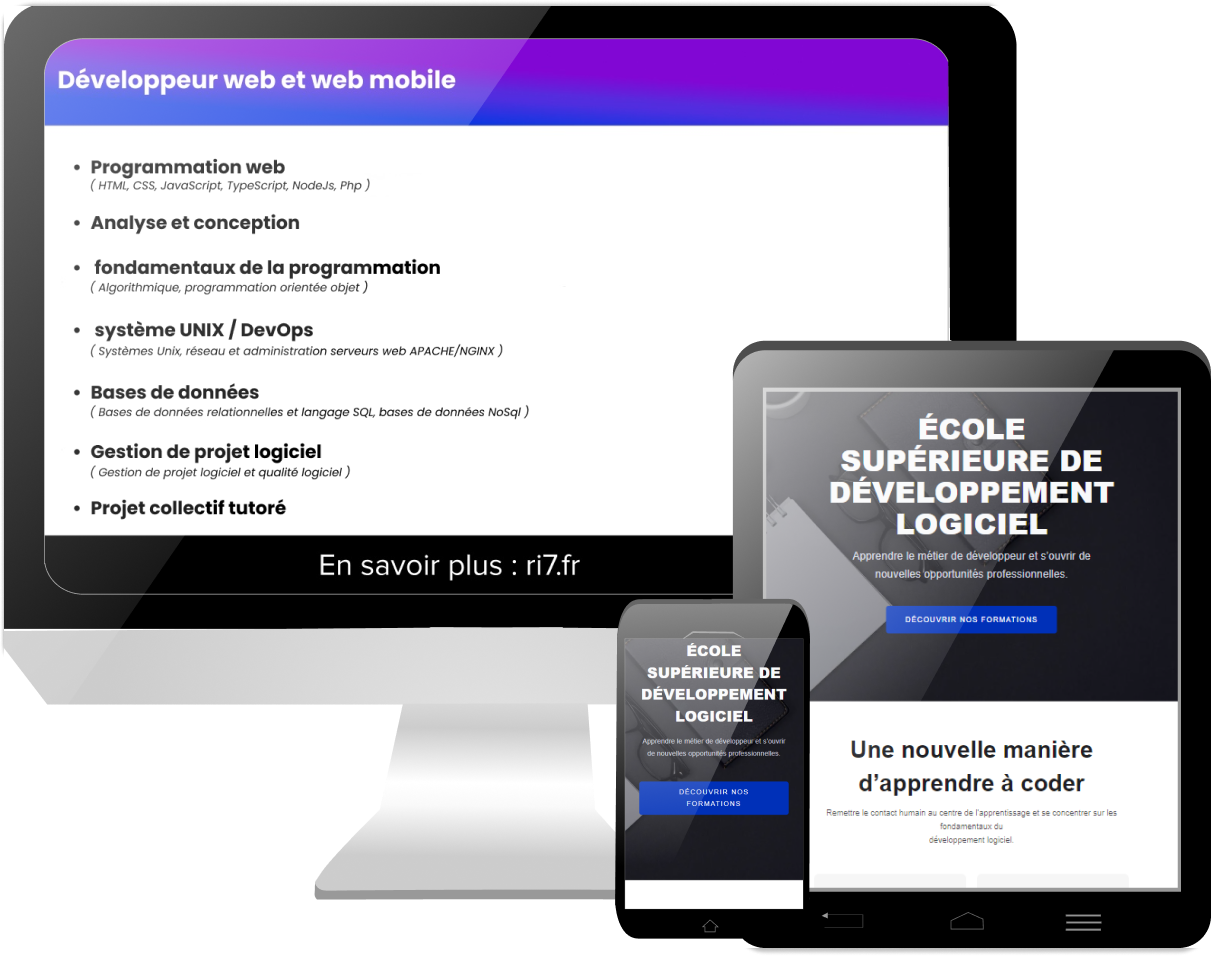 Développeur web et web mobile
• Programmation web
( HTML, CSS, JavaScript, TypeScript, NodeJs, Php )
• Analyse et conception
• fondamentaux de la programmation
( Algorithmique, programmation orientée objet )
• système UNIX / DevOps
( Systèmes Unix, réseau et administration serveurs web APACHE/NGINX )
• Bases de données
( Bases de données relationnelles et langage SQL, bases de données NoSql )
• Gestion de projet logiciel
( Gestion de projet logiciel et qualité logiciel )
• Projet collectif tutoré
En savoir plus : ri7.fr
ÉCOLE
SUPÉRIEURE DE
DÉVELOPPEMENT
LOGICIEL
Apprendre le métier de développeur et s'ouvrir de
nouvelles opportunités professionnelles.
DÉCOUVRIR NOS FORMATIONS
Une nouvelle manière
d'apprendre à coder
Remettre le contact humain au centre de l'apprentissage et se concentrer sur les
fondamentaux du
développement logiciel.
ÉCOLE
SUPÉRIEURE DE
DÉVELOPPEMENT
LOGICIEL
Apprendre le métier de développeur et s'ouvrir
de nouvelles opportunités professionnelles.
DÉCOUVRIR NOS
FORMATIONS